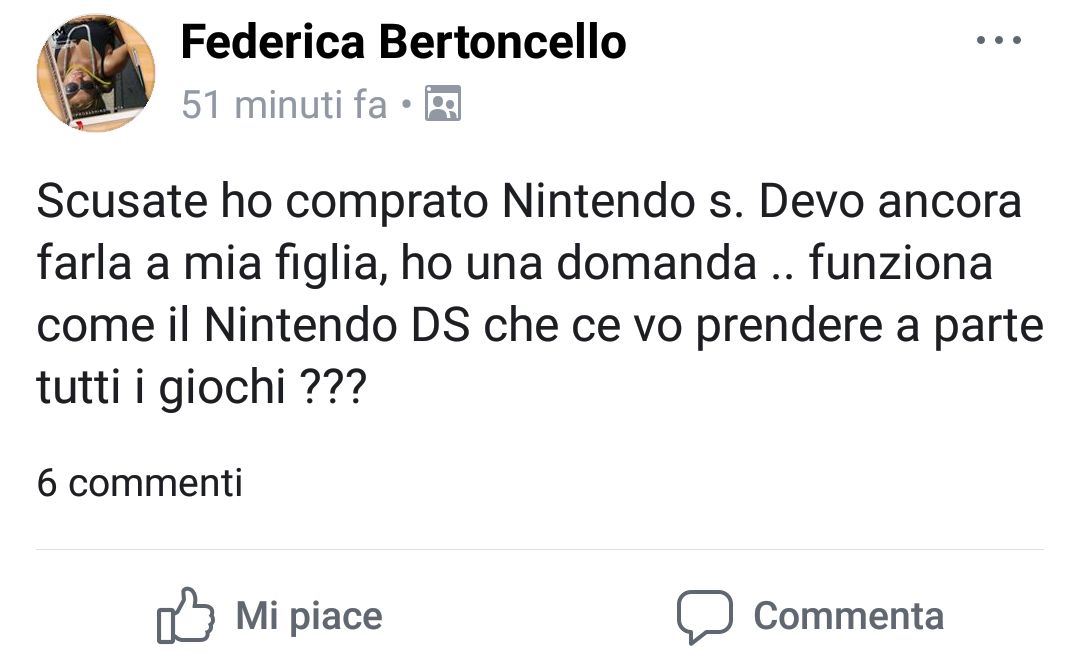 Federica Bertoncello
51 minuti fa •
Scusate ho comprato Nintendo s. Devo ancora
farla a mia figlia, ho una domanda .. funziona
come il Nintendo DS che ce vo prendere a parte
tutti i giochi ???
6 commenti
Mi piace
Commenta